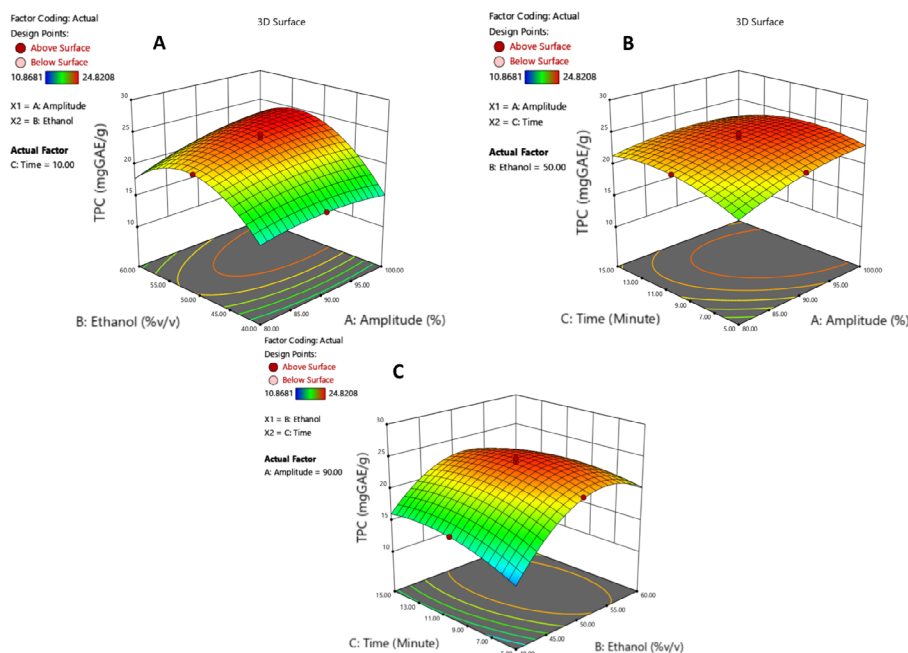 Factor Coding: Actual
3D Surface
Design Points:
Above Surface
Below Surface
10.8681 24.8208
X1 = A: Amplitude
X2 = B: Ethanol
Actual Factor
C: Time = 10.00
A
TPC (mgGAE/g)
30
25
20
15
10
60.00
55.00
50.00
45.00
40.00
80.00
85.00
90.00
95.00
100.00
B: Ethanol (%v/v)
A: Amplitude (%)
Factor Coding: Actual
3D Surface
Design Points:
Above Surface
Below Surface
10.8681 24.8208
X1 = A: Amplitude
X2 = C: Time
Actual Factor
B: Ethanol = 50.00
B
TPC (mgGAE/g)
30
25
20
15
10
15.00
13.00
11.00
9.00
7.00
5.00
80.00
85.00
90.00
95.00
100.00
C: Time (Minute)
A: Amplitude (%)
Factor Coding: Actual
Design Points:
Above Surface
Below Surface
10.8681 24.8208
X1 = B: Ethanol
X2 = C: Time
Actual Factor
A: Amplitude = 90.00
C
TPC (mgGAE/g)
30
25
20
15
10
15.00
13.00
11.00
9.00
7.00
45.00
50.00
55.00
60.00
C: Time (Minute)
B: Ethanol (%v/v)